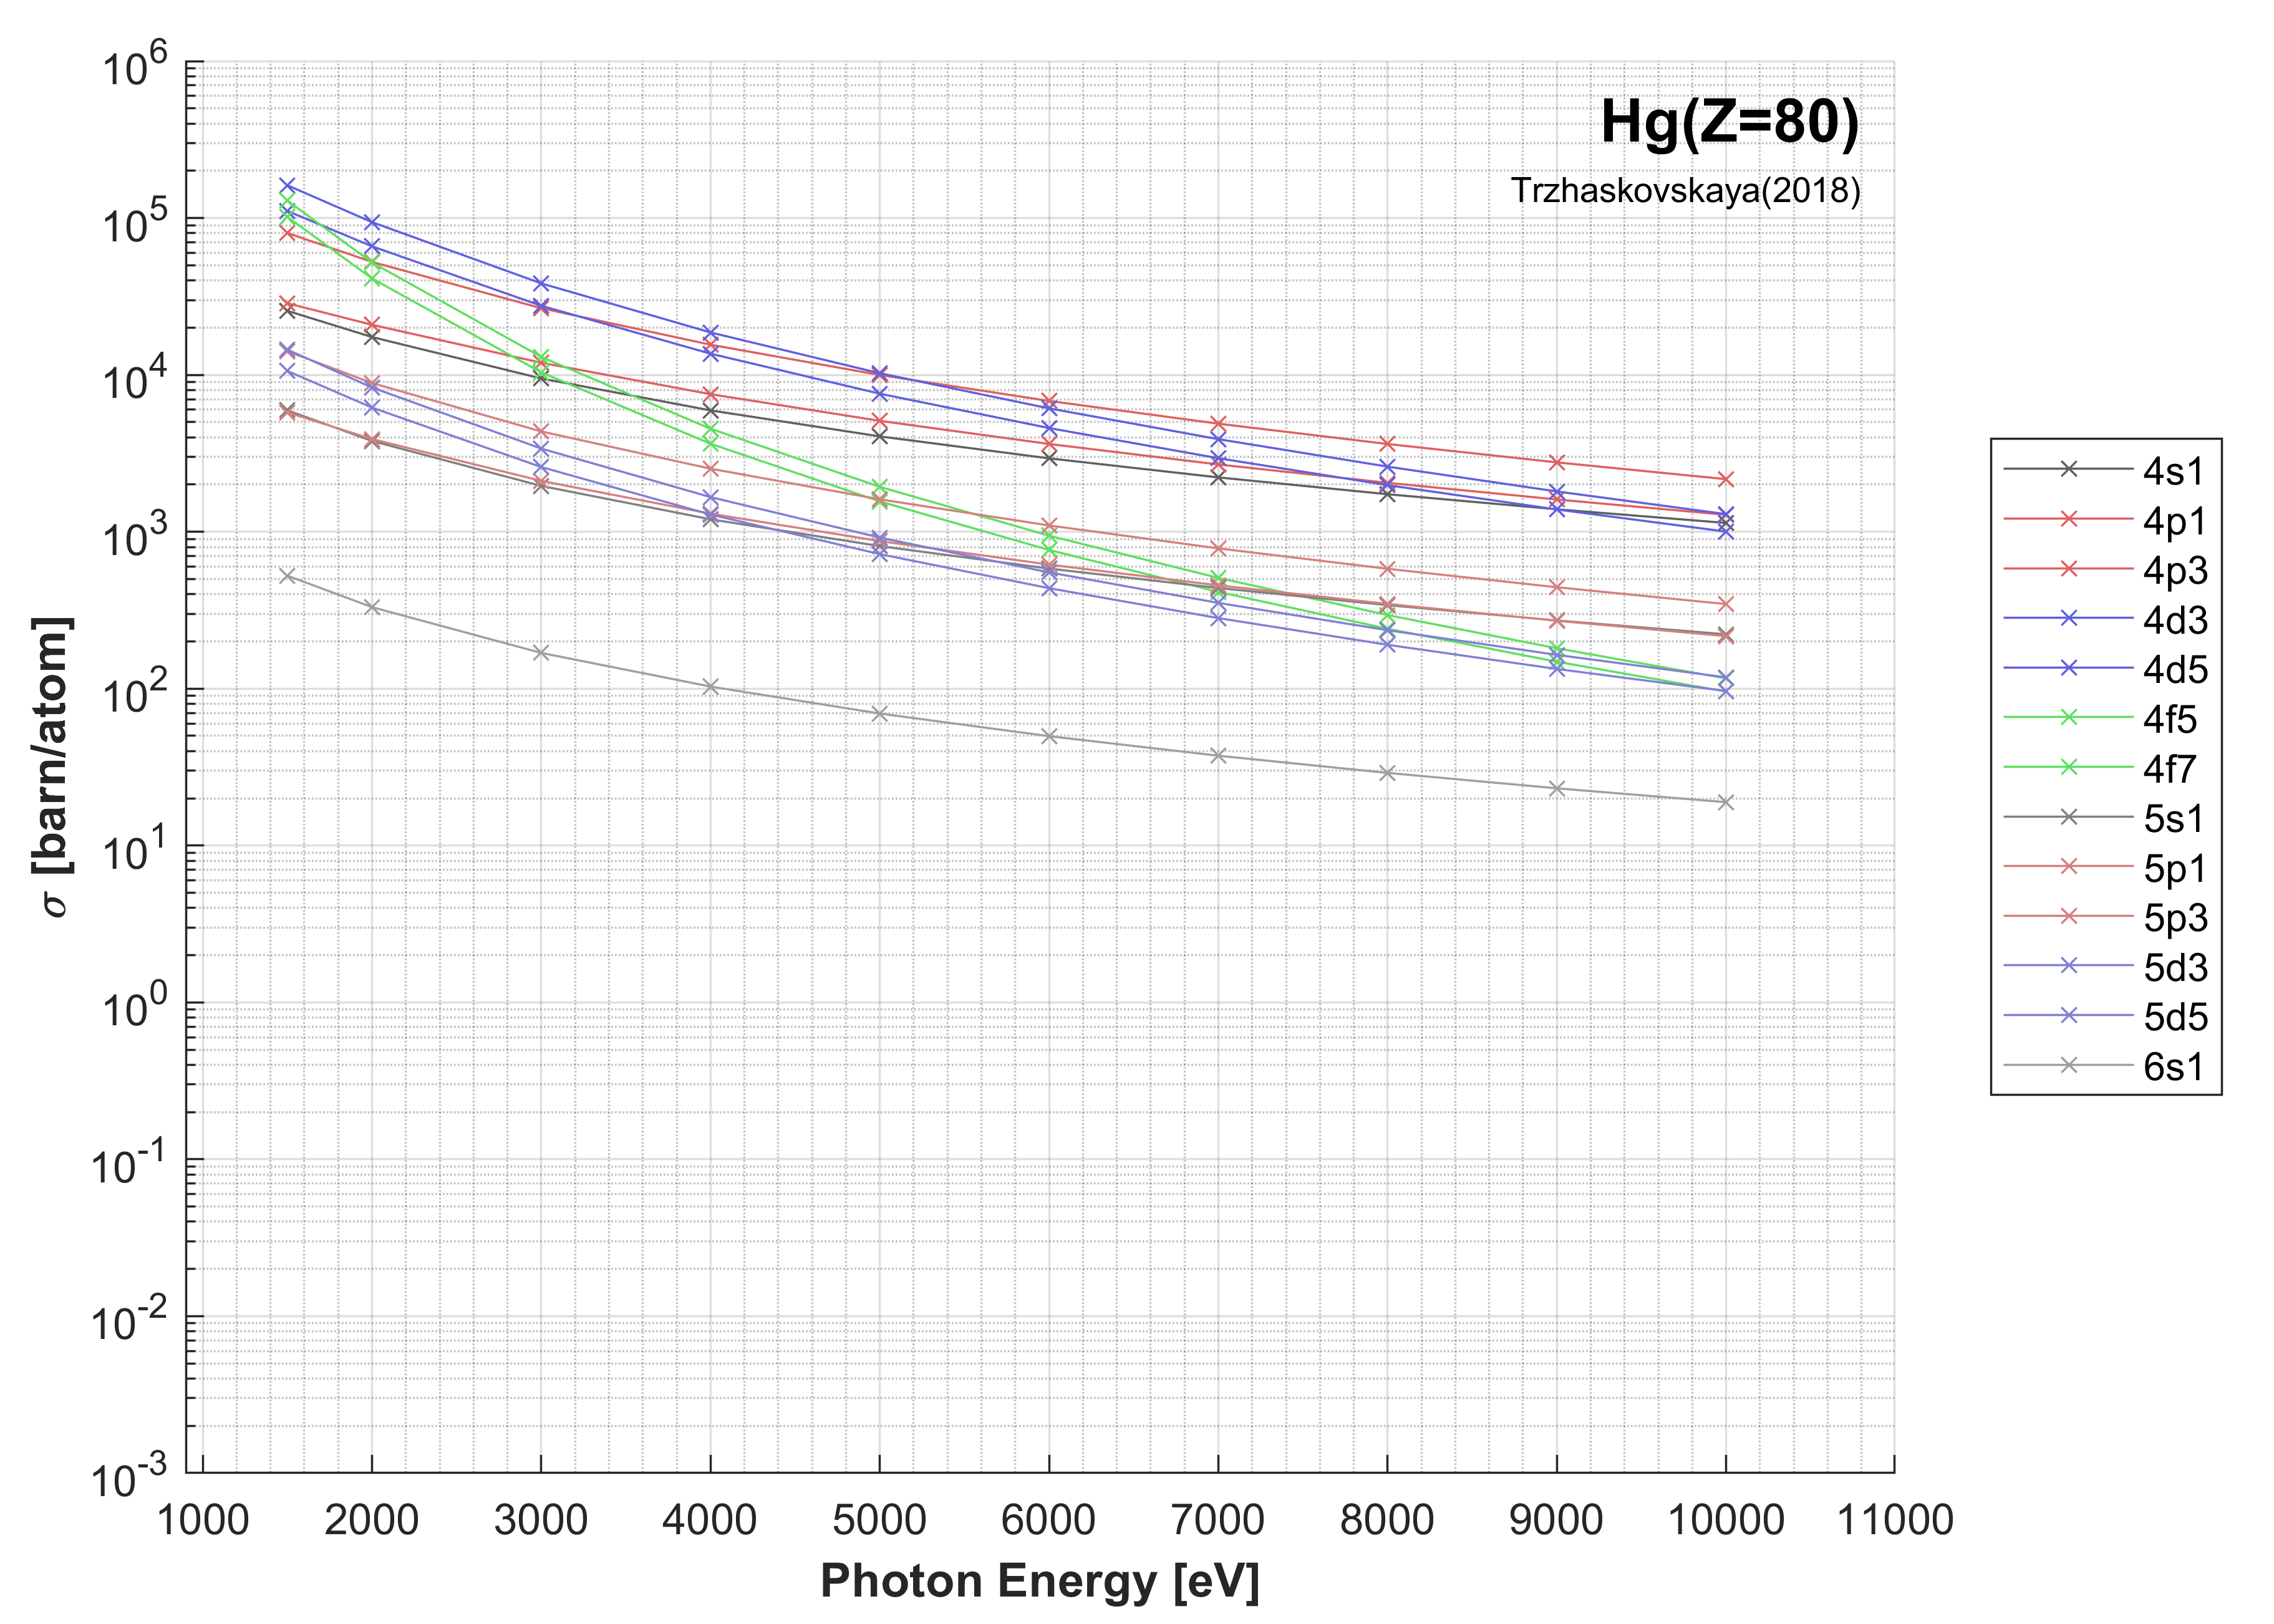 Hg(Z=80)
Trzhaskovskaya(2018)
10^6
10^5
10^4
10^3
10^2
10^1
10^0
10^-1
10^-2
10^-3
σ [barn/atom]
1000 2000 3000 4000 5000 6000 7000 8000 9000 10000 11000
Photon Energy [eV]
4s1
4p1
4p3
4d3
4d5
4f5
4f7
5s1
5p1
5p3
5d3
5d5
6s1